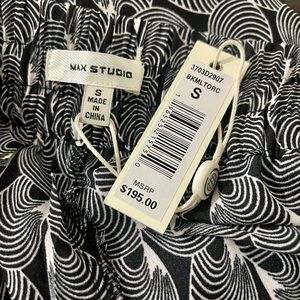 MAX STUDIO
S
MADE
IN
CHINA
3703D2907
BKMLTORC
S
MSRP
$195.00